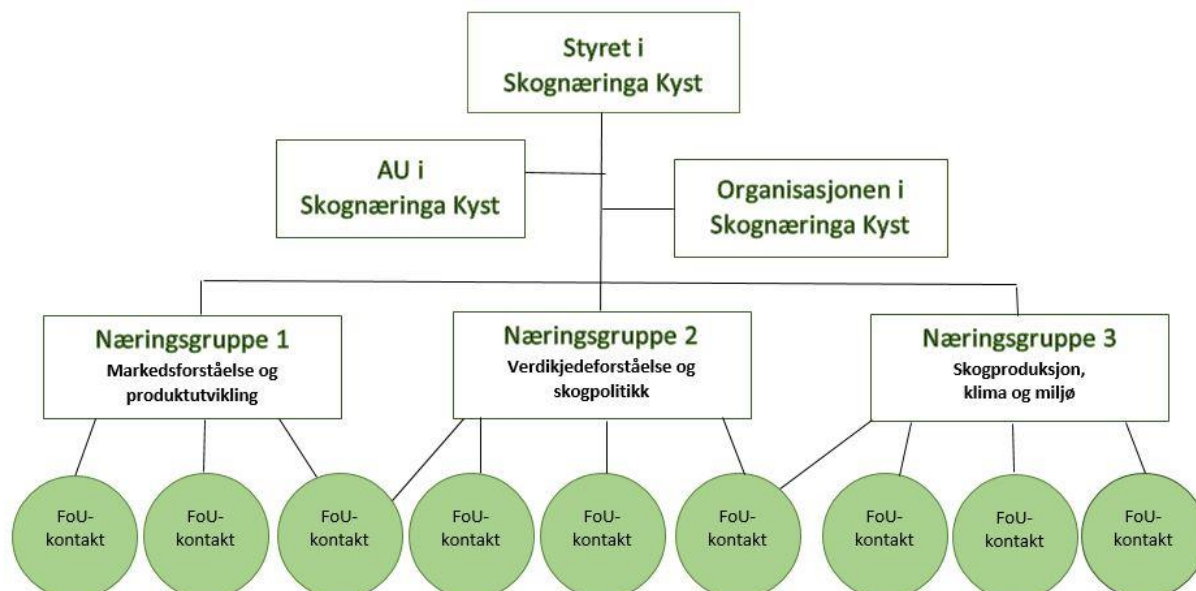 Styret i
Skognæringa Kyst
AU i
Skognæringa Kyst
Organisasjonen i
Skognæringa Kyst
Næringsgruppe 1
Markedsforståelse og
produktutvikling
Næringsgruppe 2
Verdikjedeforståelse og
skogpolitikk
Næringsgruppe 3
Skogproduksjon,
klima og miljø
FoU-
kontakt
FoU-
kontakt
FoU-
kontakt
FoU-
kontakt
FoU-
kontakt
FoU-
kontakt
FoU-
kontakt
FoU-
kontakt
FoU-
kontakt